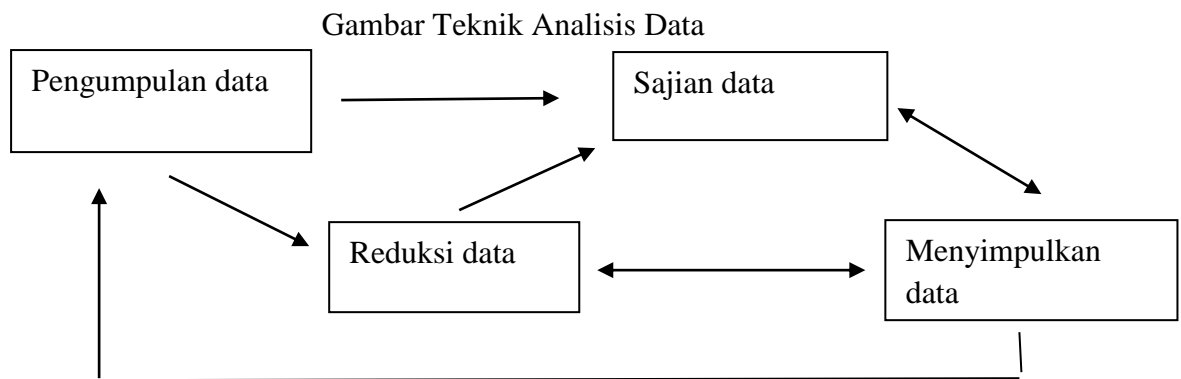 Gambar Teknik Analisis Data
Pengumpulan data
Sajian data
Reduksi data
Menyimpulkan
data